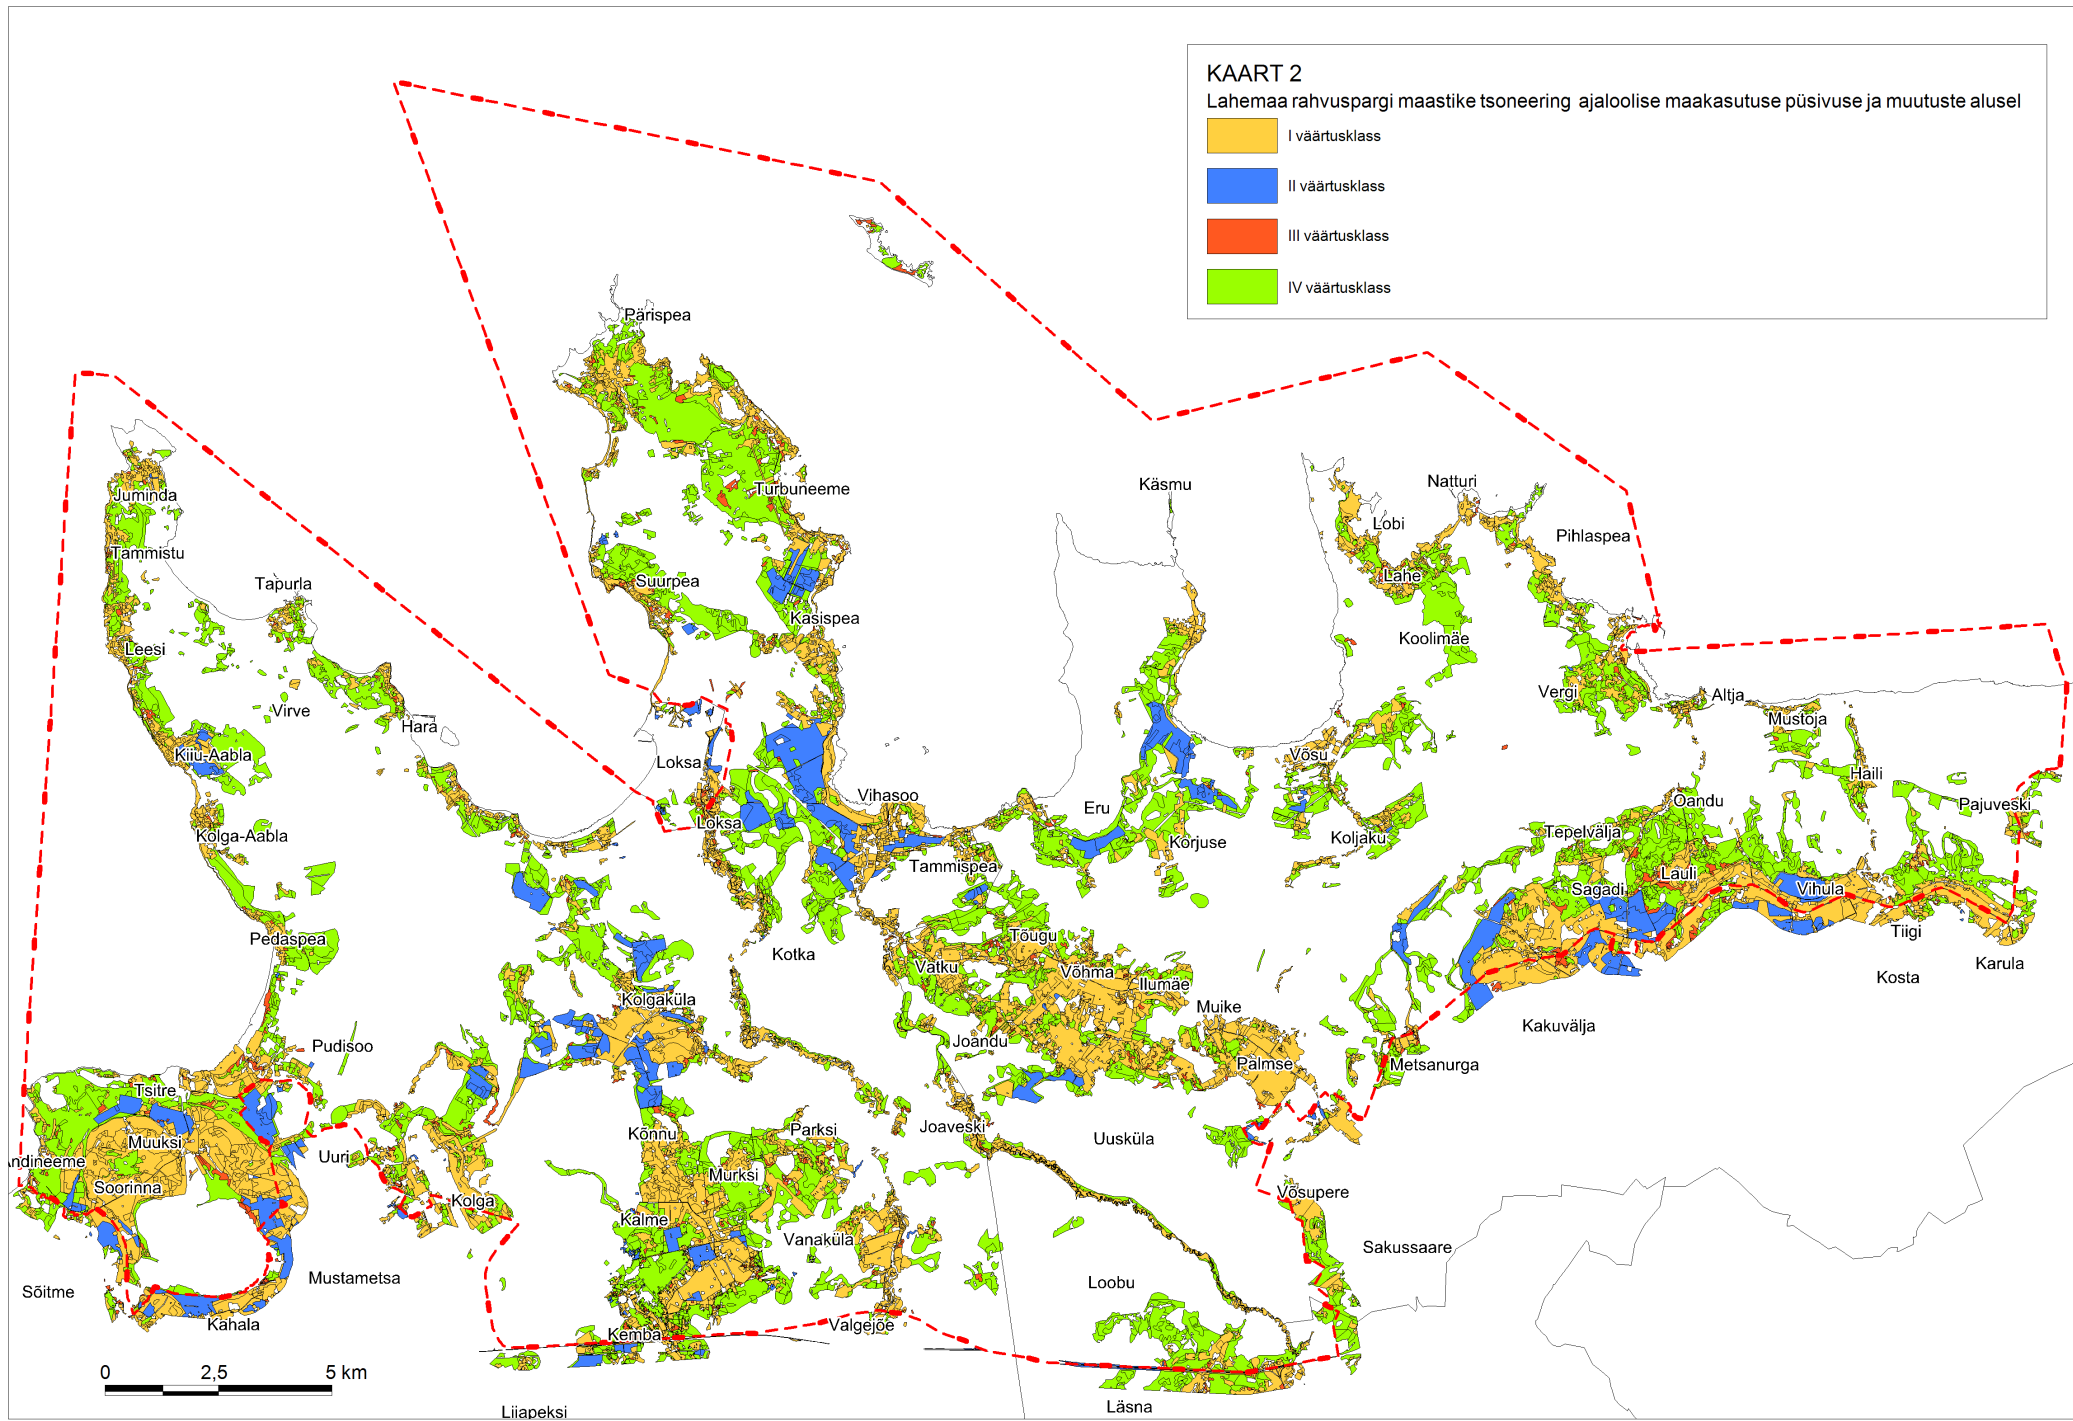 KAART 2
Lahemaa rahvuspargi maastike tsoneering ajaloolise maakasutuse püsivuse ja muutuste alusel
I väärtusklass
II väärtusklass
III väärtusklass
IV väärtusklass
Pärispea
Turbuneeme
Käsmu
Natturi
Juminda
Lobi
Pihlaspea
Tammistu
Tapurla
Suurpea
Lahe
Kasispea
Koolimäe
Leesi
Virve
Hara
Vergi
Altja
Mustoja
Kiiu-Aabla
Loksa
Võsu
Haili
Vihasoo
Eru
Oandu
Pajuveski
Kolga-Aabla
Loksa
Tepelvälja
Koljaku
Korjuse
Tammispea
Lauli
Sagadi
Vihula
Pedaspea
Tõugu
Tiigi
Kotka
Vatku
Võhma
Karula
Kosta
Ilumäe
Kolgaküla
Muike
Kakuvälja
Pudisoo
Joandu
Palmse
Metsanurga
Tsitre
Muuksi
Kõnnu
Parksi
Joaveski
Uusküla
Uuri
Andineeme
Soorinna
Murksi
Kolga
Võsupere
Kalme
Vanaküla
Sakussaare
Mustametsa
Loobu
Sõitme
Kahala
Kemba
Valgejõe
0 2,5 5 km
Liiapeksi
Läsna